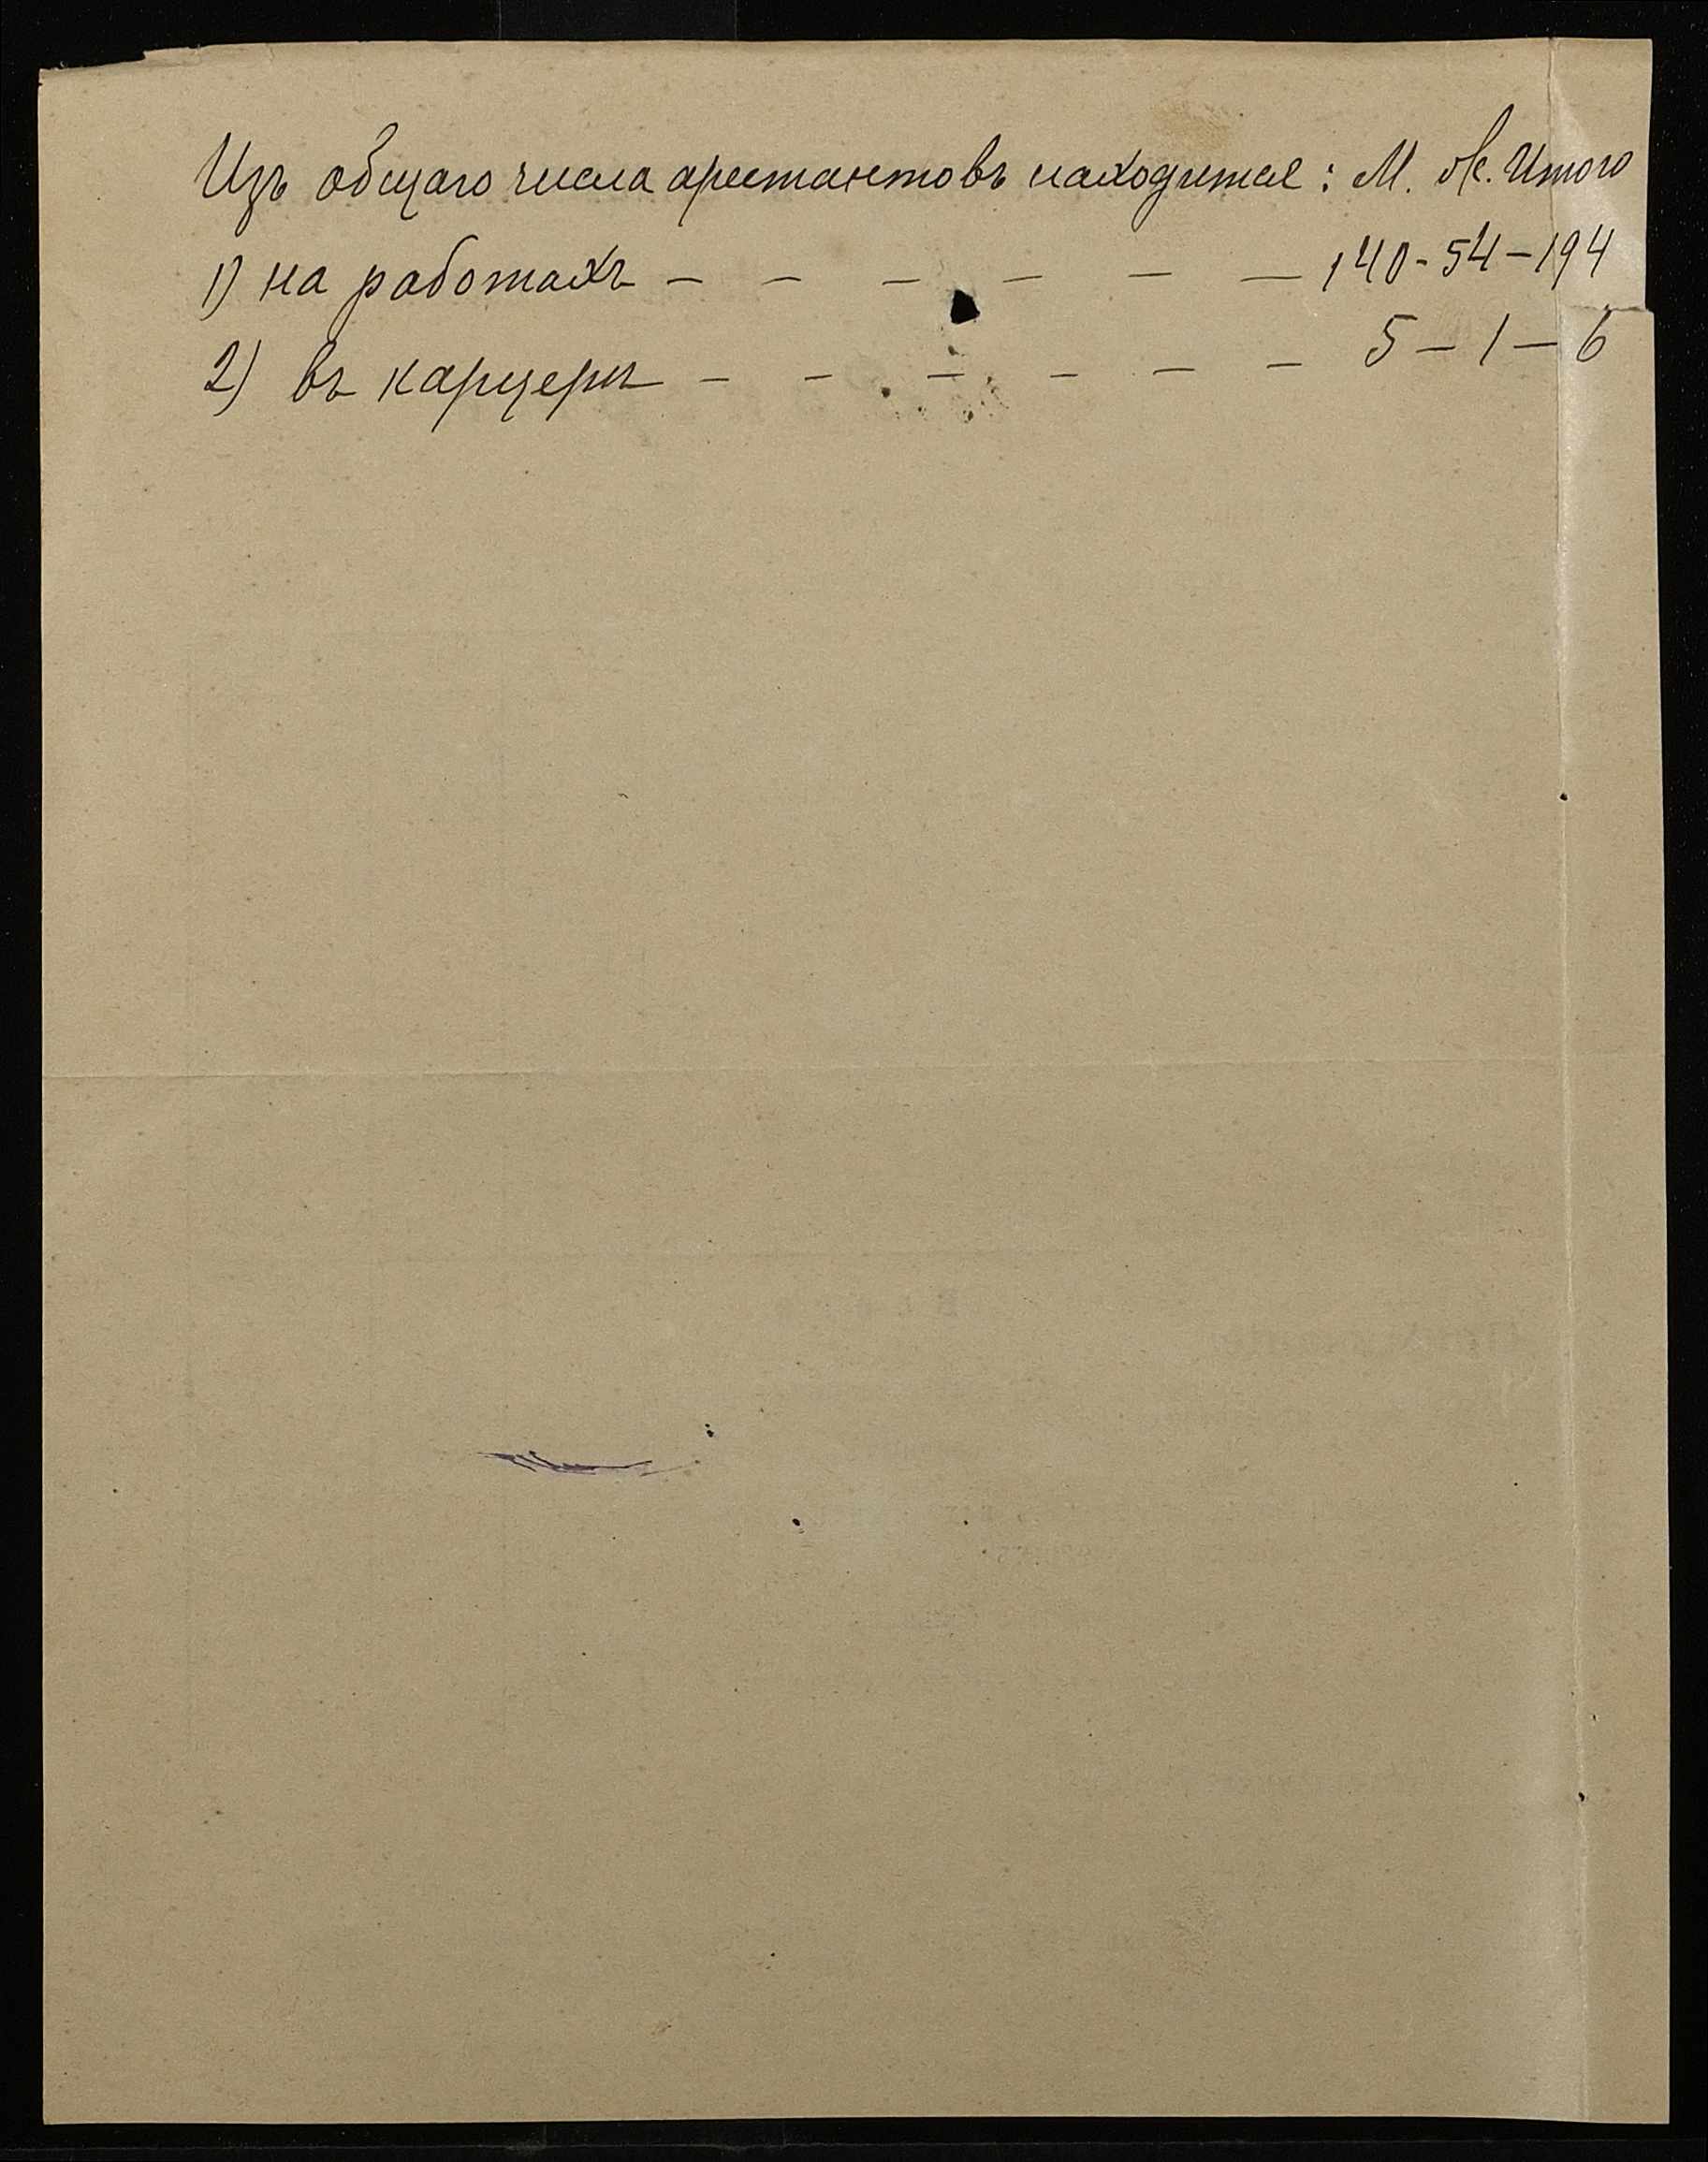 Изъ общаго числа арестантовъ находится: М. Ж. Итого
1) на работахъ — — — — — — 140 - 54 - 194
2) въ карцерѣ — — — — — — 5 - 1 - 6